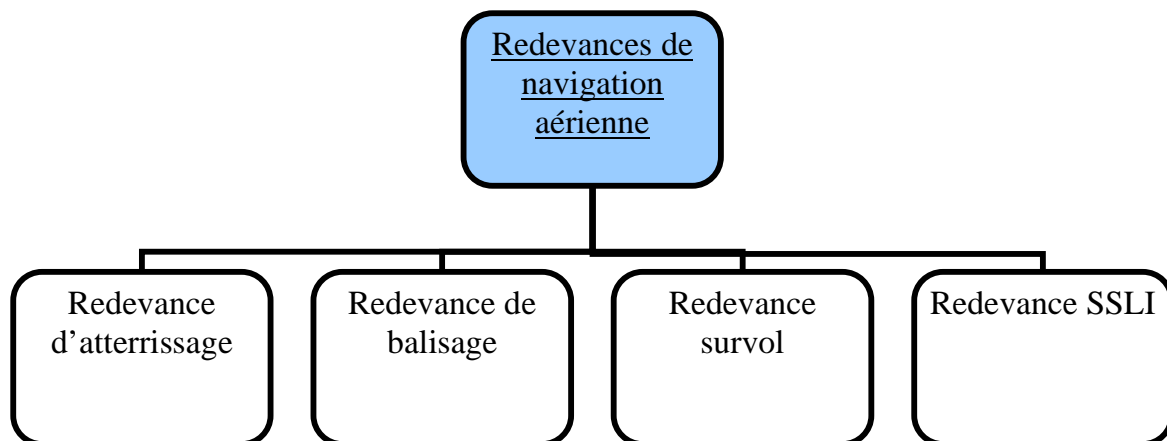 Redevances de
navigation
aérienne
Redevance
d’atterrissage
Redevance de
balisage
Redevance
survol
Redevance SSLI